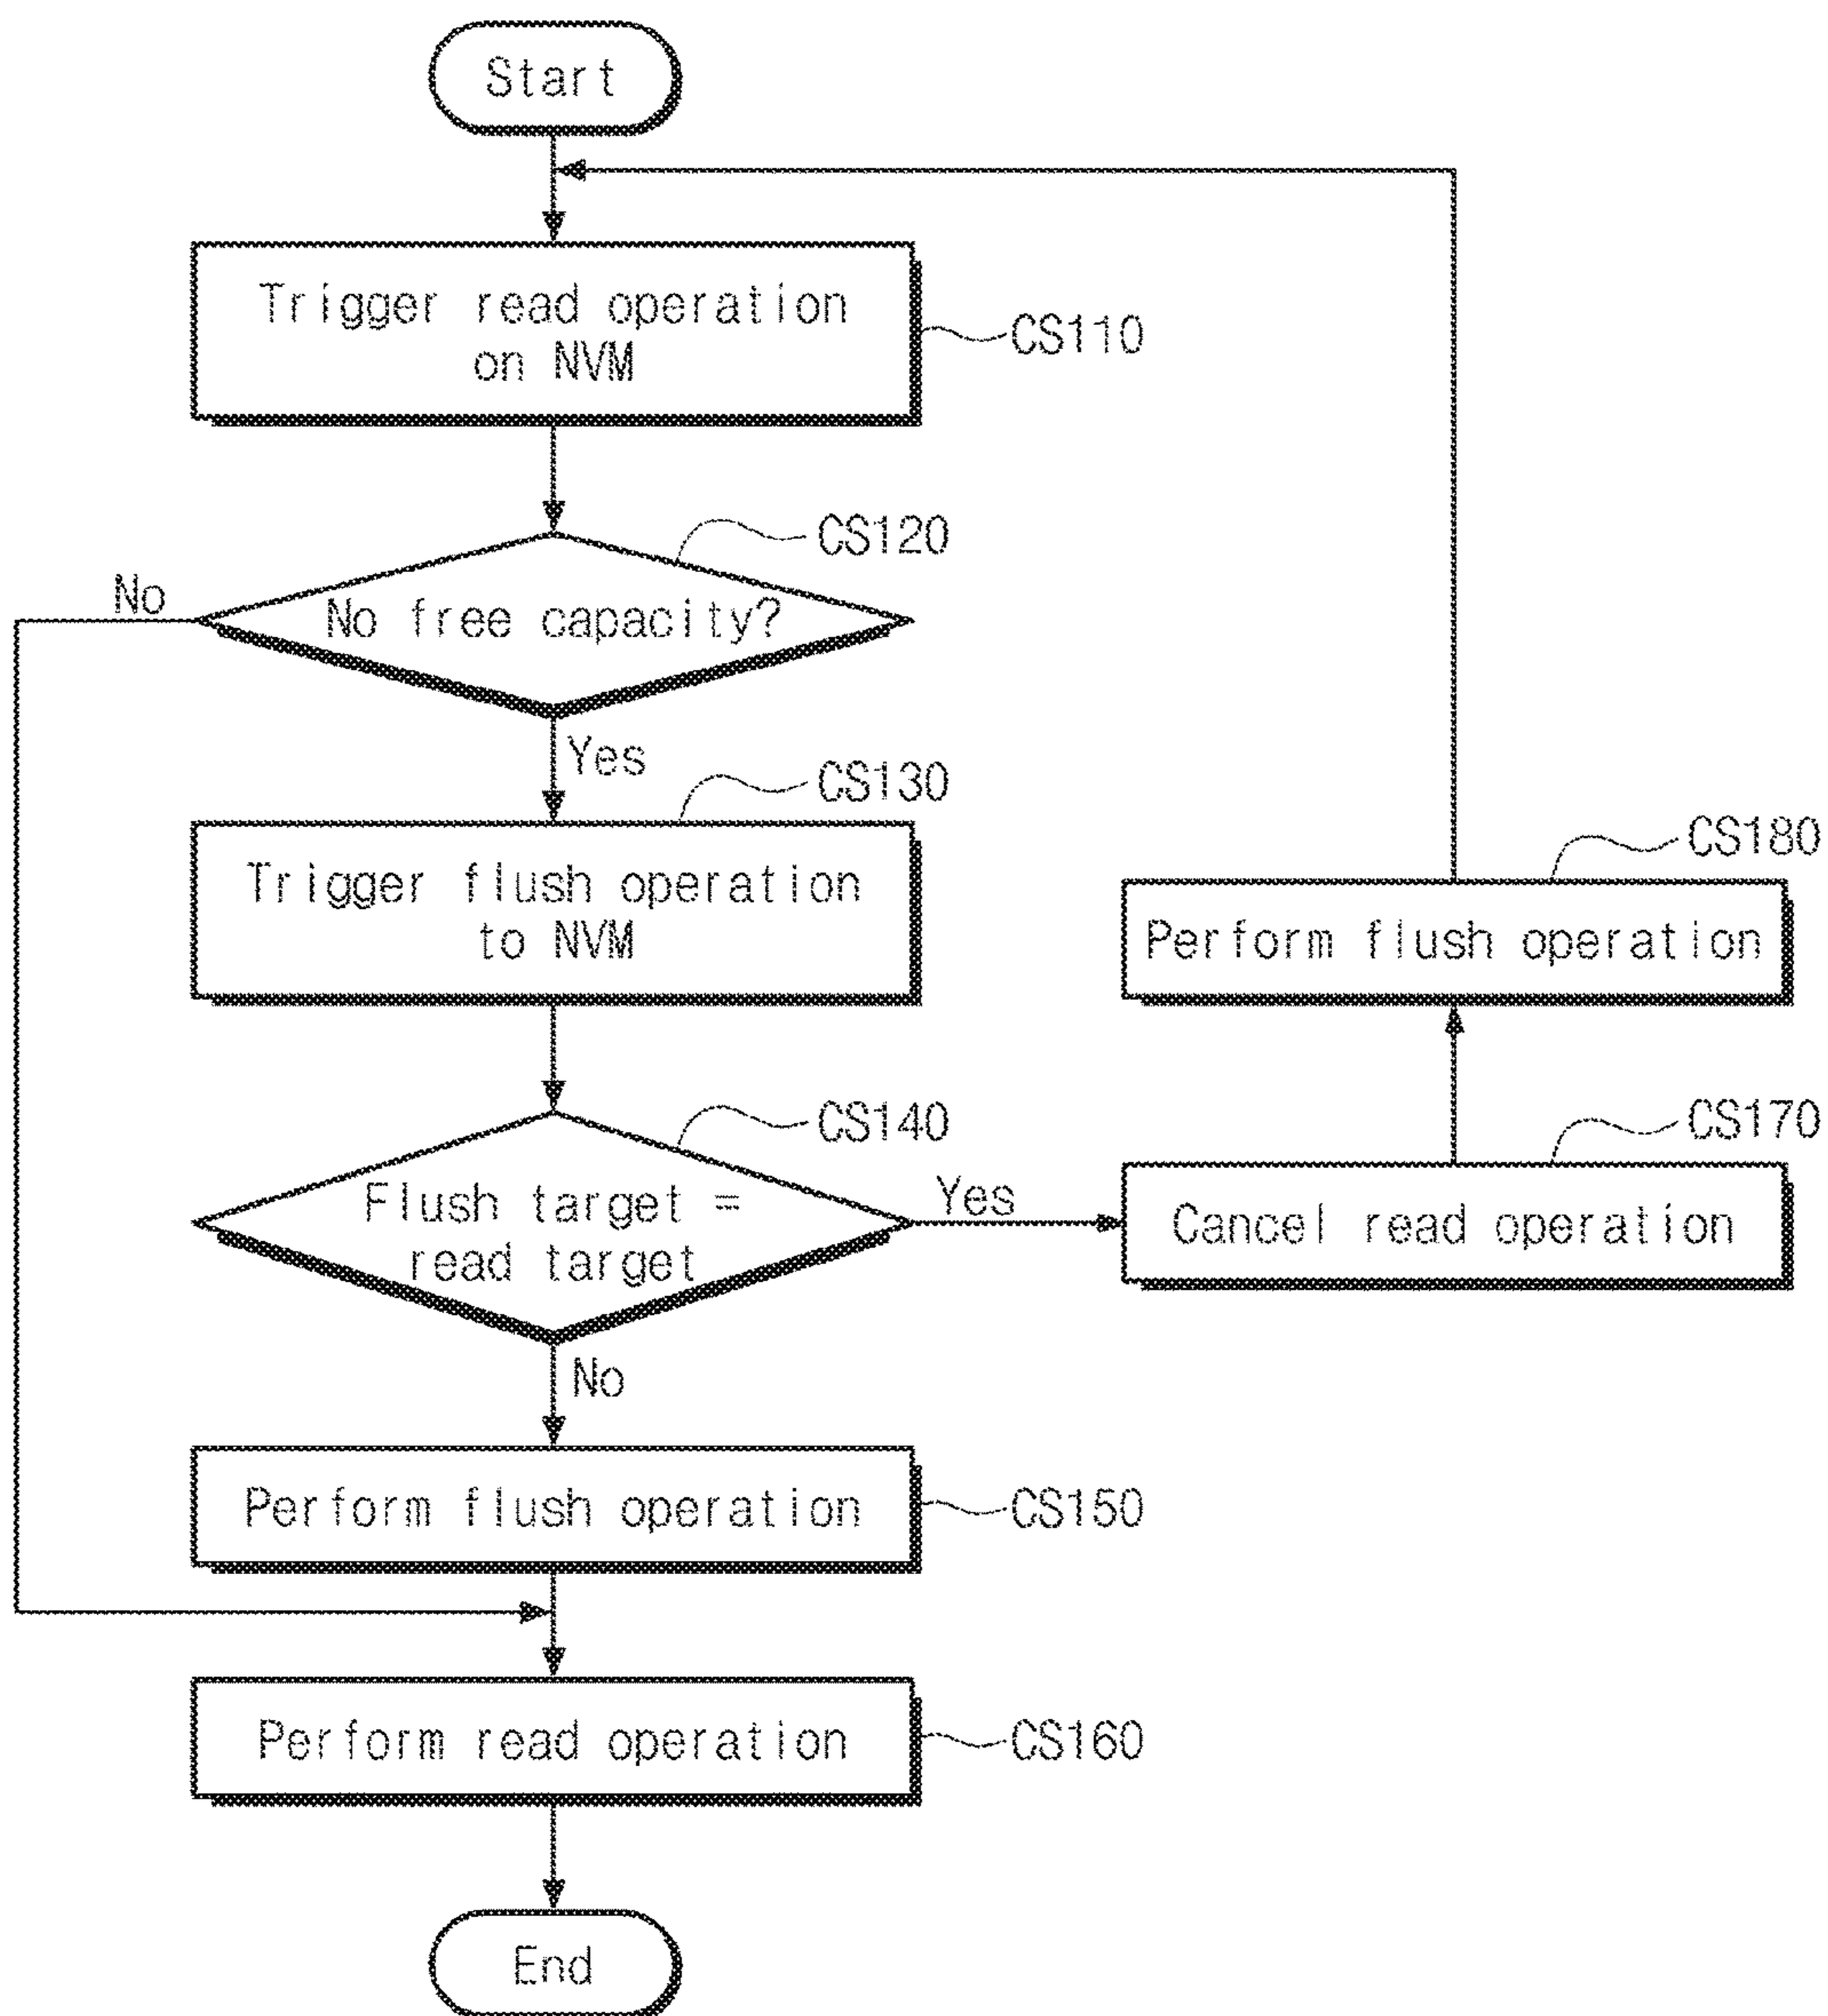 Start
Trigger read operation
on NVM
CS110
CS120
No
No free capacity?
Yes
CS130
Trigger flush operation
to NVM
CS180
Perform flush operation
CS140
CS170
Flush target =
read target
Yes
Cancel read operation
No
Perform flush operation
CS150
Perform read operation
CS160
End